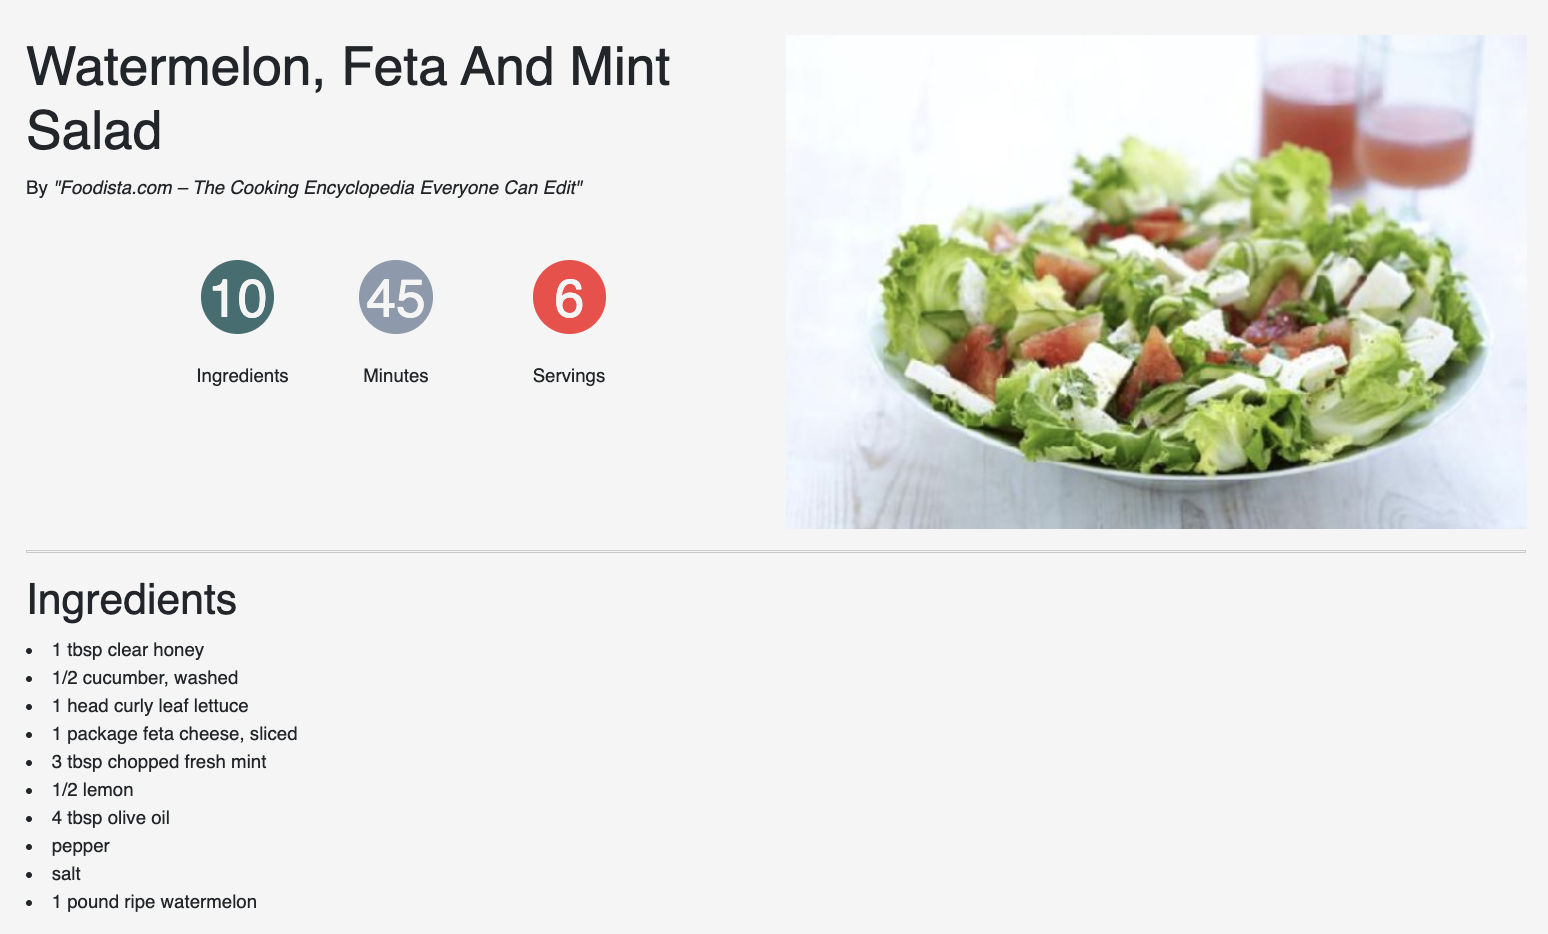 Watermelon, Feta And Mint
Salad
By "Foodista.com – The Cooking Encyclopedia Everyone Can Edit"
10
45
6
Ingredients
Minutes
Servings
Ingredients
1 tbsp clear honey
1/2 cucumber, washed
1 head curly leaf lettuce
1 package feta cheese, sliced
3 tbsp chopped fresh mint
1/2 lemon
4 tbsp olive oil
pepper
salt
1 pound ripe watermelon